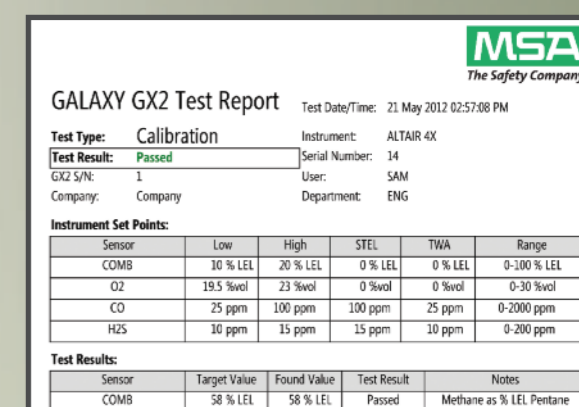 MSA
The Safety Company
GALAXY GX2 Test Report
Test Date/Time: 21 May 2012 02:57:08 PM
Test Type: Calibration
Instrument: ALTAIR 4X
Test Result: Passed
Serial Number: 14
GX2 S/N: 1
User: SAM
Company: Company
Department: ENG
Instrument Set Points:
Sensor Low High STEL TWA Range
COMB 10 % LEL 20 % LEL 0 % LEL 0 % LEL 0-100 % LEL
O2 19.5 %vol 23 %vol 0 %vol 0 %vol 0-30 %vol
CO 25 ppm 100 ppm 100 ppm 25 ppm 0-2000 ppm
H2S 10 ppm 15 ppm 15 ppm 10 ppm 0-200 ppm
Test Results:
Sensor Target Value Found Value Test Result Notes
COMB 58 % LEL 58 % LEL Passed Methane as % LEL Pentane